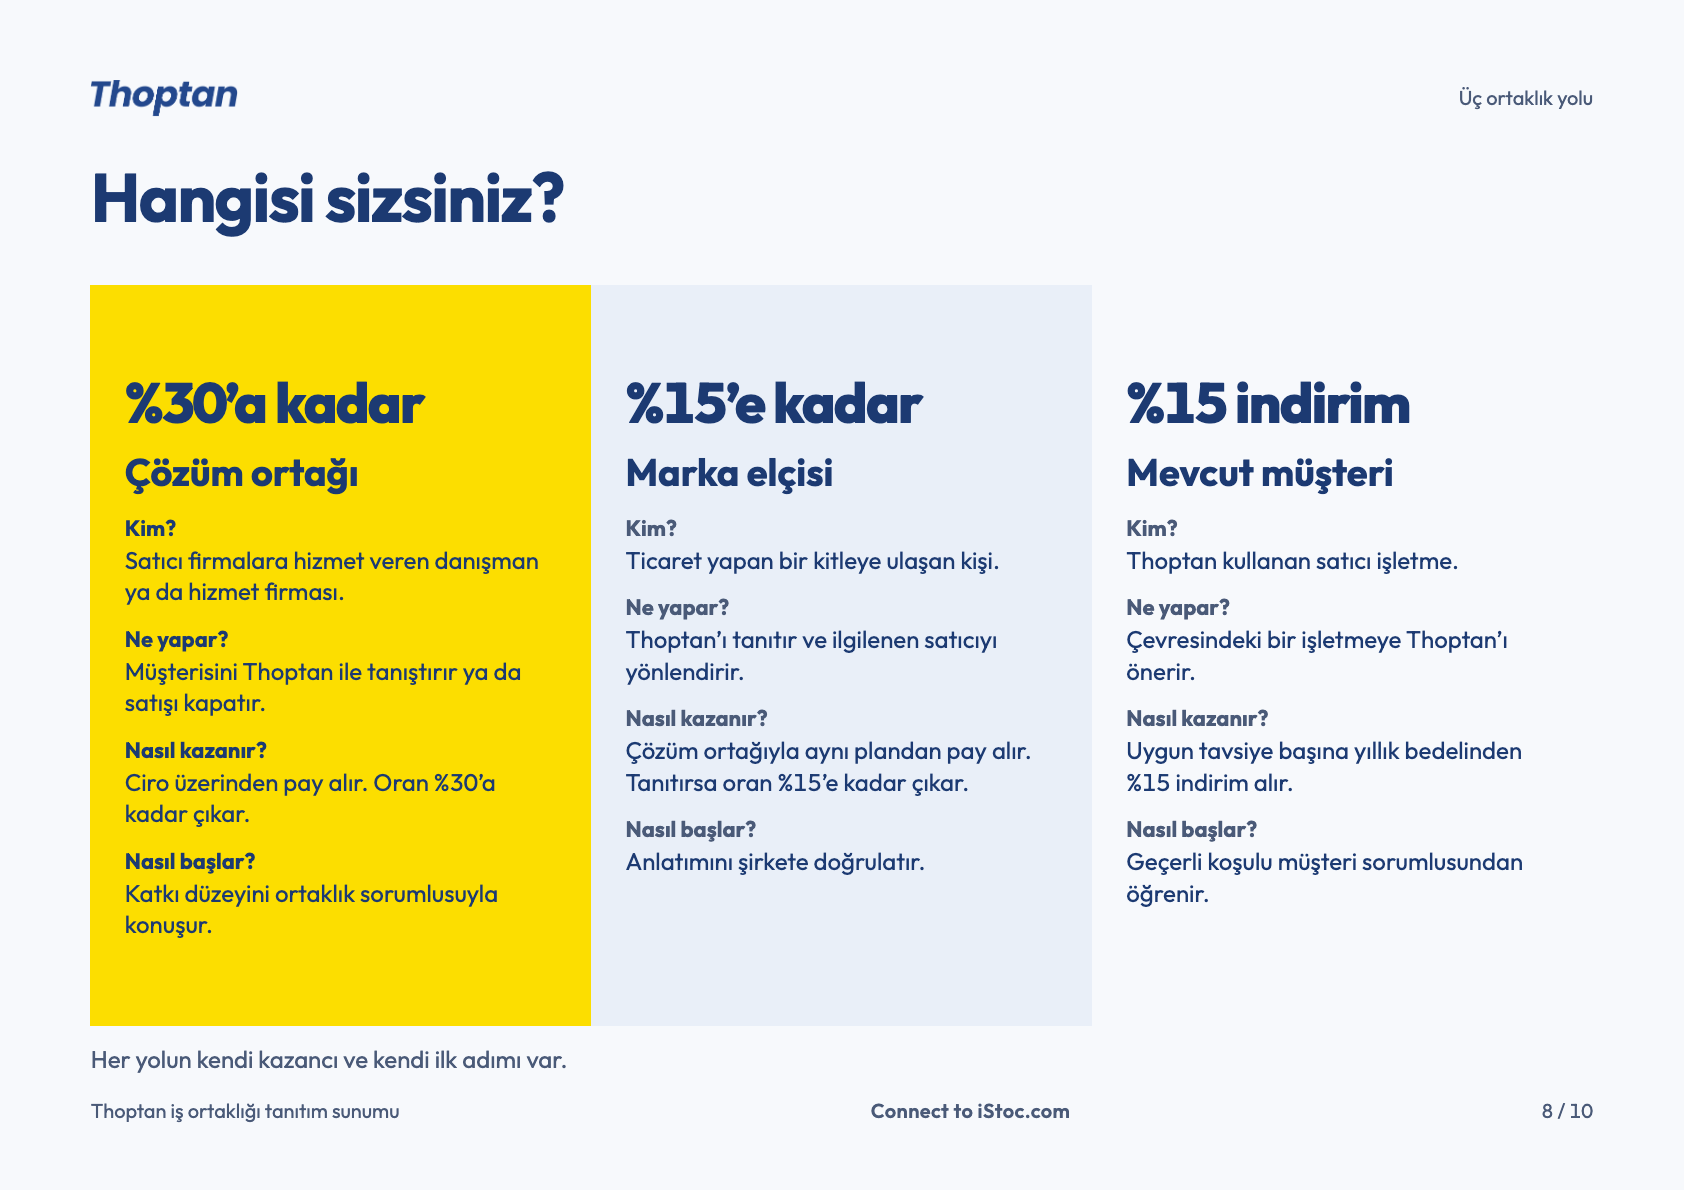 Thoptan
Üç ortaklık yolu
Hangisi sizsiniz?
%30’a kadar
Çözüm ortağı
Kim?
Satıcı firmalara hizmet veren danışman
ya da hizmet firması.
Ne yapar?
Müşterisini Thoptan ile tanıştırır ya da
satışı kapatır.
Nasıl kazanır?
Ciro üzerinden pay alır. Oran %30’a
kadar çıkar.
Nasıl başlar?
Katkı düzeyini ortaklık sorumlusuyla
konuşur.
%15’e kadar
Marka elçisi
Kim?
Ticaret yapan bir kitleye ulaşan kişi.
Ne yapar?
Thoptan’ı tanıtır ve ilgilenen satıcıyı
yönlendirir.
Nasıl kazanır?
Çözüm ortağıyla aynı plandan pay alır.
Tanıtırsa oran %15’e kadar çıkar.
Nasıl başlar?
Anlatımını şirkete doğrulatır.
%15 indirim
Mevcut müşteri
Kim?
Thoptan kullanan satıcı işletme.
Ne yapar?
Çevresindeki bir işletmeye Thoptan’ı
önerir.
Nasıl kazanır?
Uygun tavsiye başına yıllık bedelinden
%15 indirim alır.
Nasıl başlar?
Geçerli koşulu müşteri sorumlusundan
öğrenir.
Her yolun kendi kazancı ve kendi ilk adımı var.
Thoptan iş ortaklığı tanıtım sunumu
Connect to iStoc.com
8 / 10